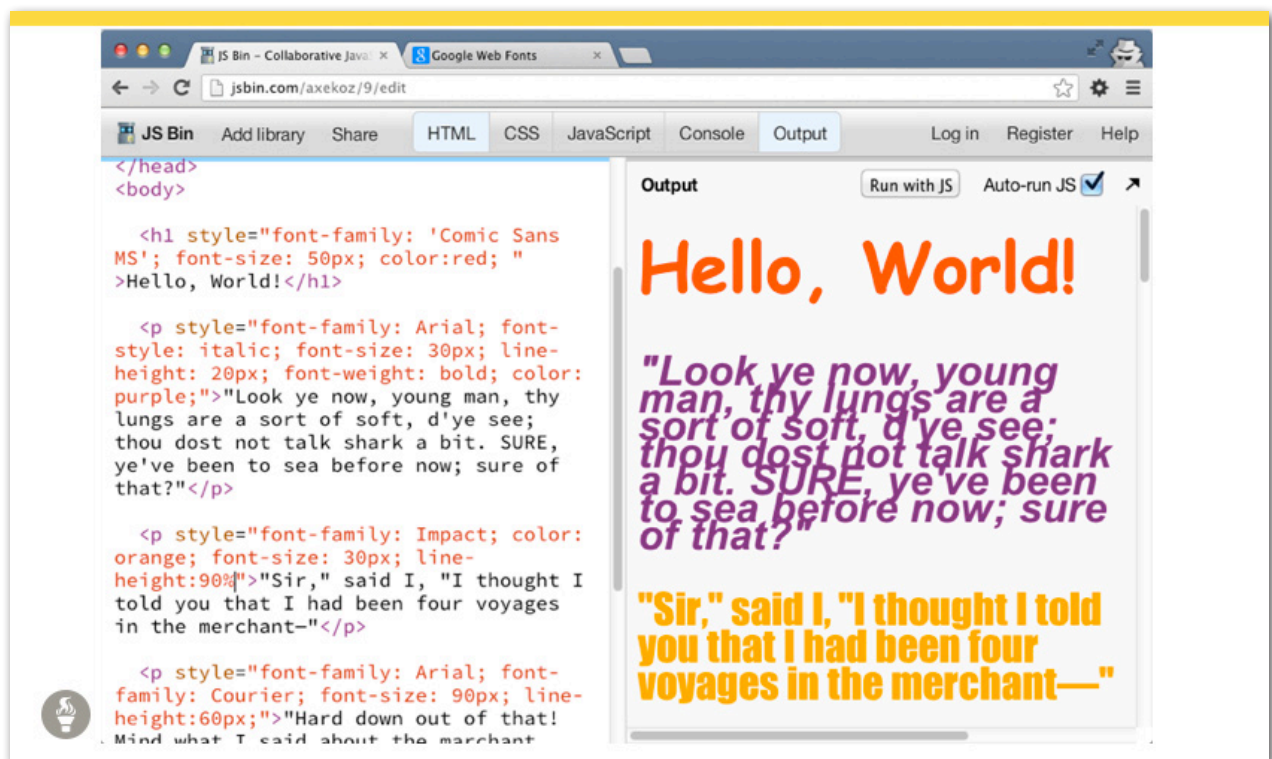 JS Bin – Collaborative Java
Google Web Fonts
jsbin.com/axekoz/9/edit
JS Bin Add library Share HTML CSS JavaScript Console Output Log in Register Help
</head>
<body>
<h1 style="font-family: 'Comic Sans
MS'; font-size: 50px; color:red; "
>Hello, World!</h1>
<p style="font-family: Arial; font-
style: italic; font-size: 30px; line-
height: 20px; font-weight: bold; color:
purple;">"Look ye now, young man, thy
lungs are a sort of soft, d'ye see;
thou dost not talk shark a bit. SURE,
ye've been to sea before now; sure of
that?"</p>
<p style="font-family: Impact; color:
orange; font-size: 30px; line-
height:90%">"Sir," said I, "I thought I
told you that I had been four voyages
in the merchant—"</p>
<p style="font-family: Arial; font-
family: Courier; font-size: 90px; line-
height:60px;">"Hard down out of that!
Mind what I said about the marchant
Output Run with JS Auto-run JS
Hello, World!
"Look ye now, young
man, thy lungs are a
sort of soft, d'ye see;
thou dost not talk shark
a bit. SURE, ye've been
to sea before now; sure
of that?"
"Sir," said I, "I thought I told
you that I had been four
voyages in the merchant—"